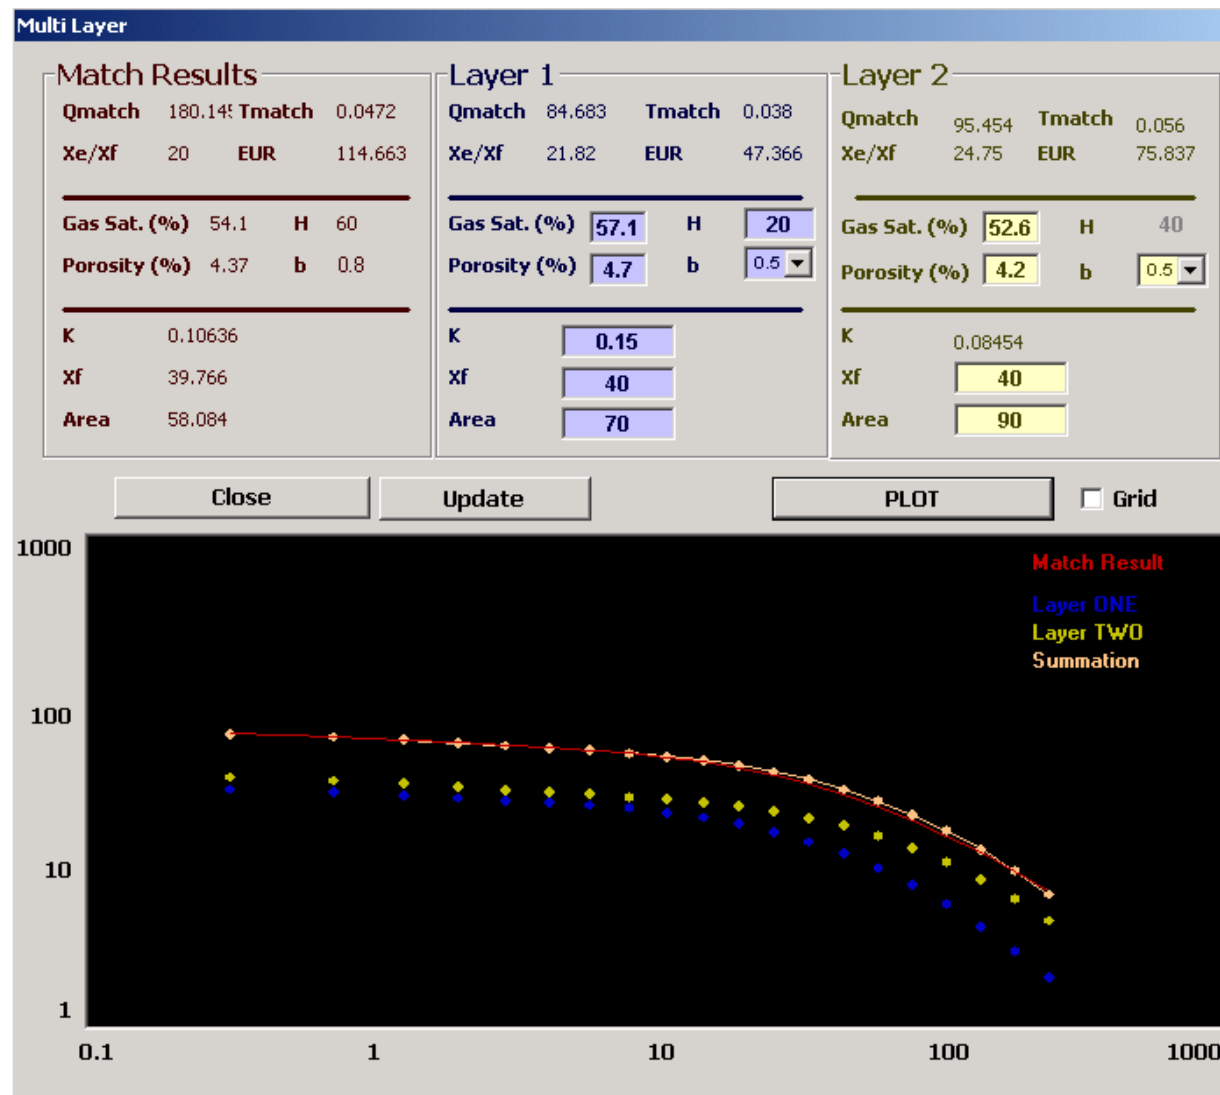 Multi Layer
Match Results
Qmatch 180.145 Tmatch 0.0472
Xe/Xf 20 EUR 114.663
Gas Sat. (%) 54.1 H 60
Porosity (%) 4.37 b 0.8
K 0.10636
Xf 39.766
Area 58.084
Layer 1
Qmatch 84.683 Tmatch 0.038
Xe/Xf 21.82 EUR 47.366
Gas Sat. (%) 57.1 H 20
Porosity (%) 4.7 b 0.5
K 0.15
Xf 40
Area 70
Layer 2
Qmatch 95.454 Tmatch 0.056
Xe/Xf 24.75 EUR 75.837
Gas Sat. (%) 52.6 H 40
Porosity (%) 4.2 b 0.5
K 0.08454
Xf 40
Area 90
Close Update PLOT Grid
Match Result
Layer ONE
Layer TWO
Summation
1000
100
10
1
0.1 1 10 100 1000